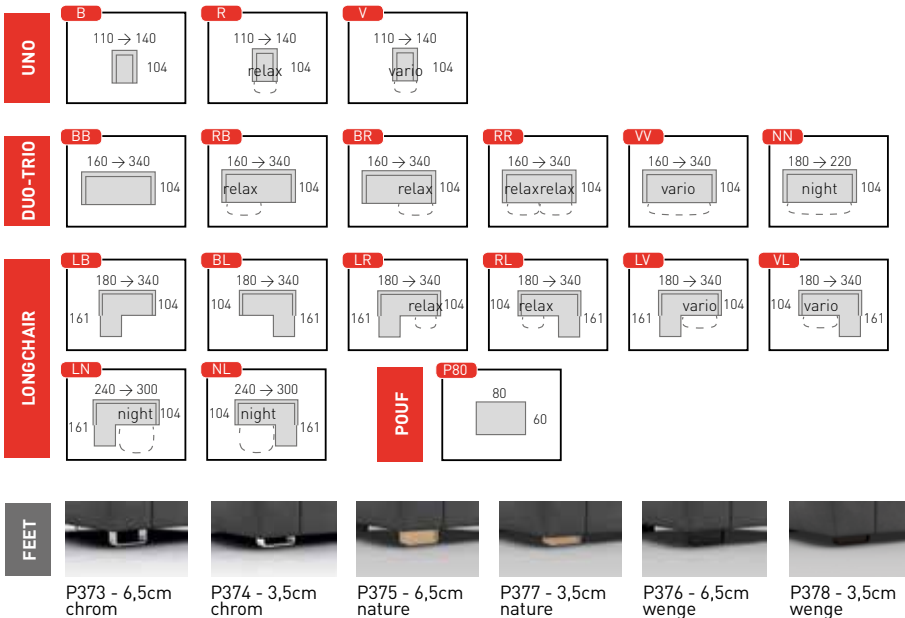 UNO
B
110 → 140
104
R
110 → 140
relax 104
V
110 → 140
vario 104
DUO-TRIO
BB
160 → 340
104
RB
160 → 340
relax 104
BR
160 → 340
relax 104
RR
160 → 340
relax relax 104
VV
160 → 340
vario 104
NN
180 → 220
night 104
LONGCHAIR
LB
180 → 340
104
161
BL
180 → 340
104
161
LR
180 → 340
relax 104
161
RL
180 → 340
104 relax
161
LV
180 → 340
vario 104
161
VL
180 → 340
104 vario
161
LN
240 → 300
night 104
161
NL
240 → 300
104 night
161
POUF
P80
80
60
FEET
P373 - 6,5cm
chrom
P374 - 3,5cm
chrom
P375 - 6,5cm
nature
P377 - 3,5cm
nature
P376 - 6,5cm
wenge
P378 - 3,5cm
wenge